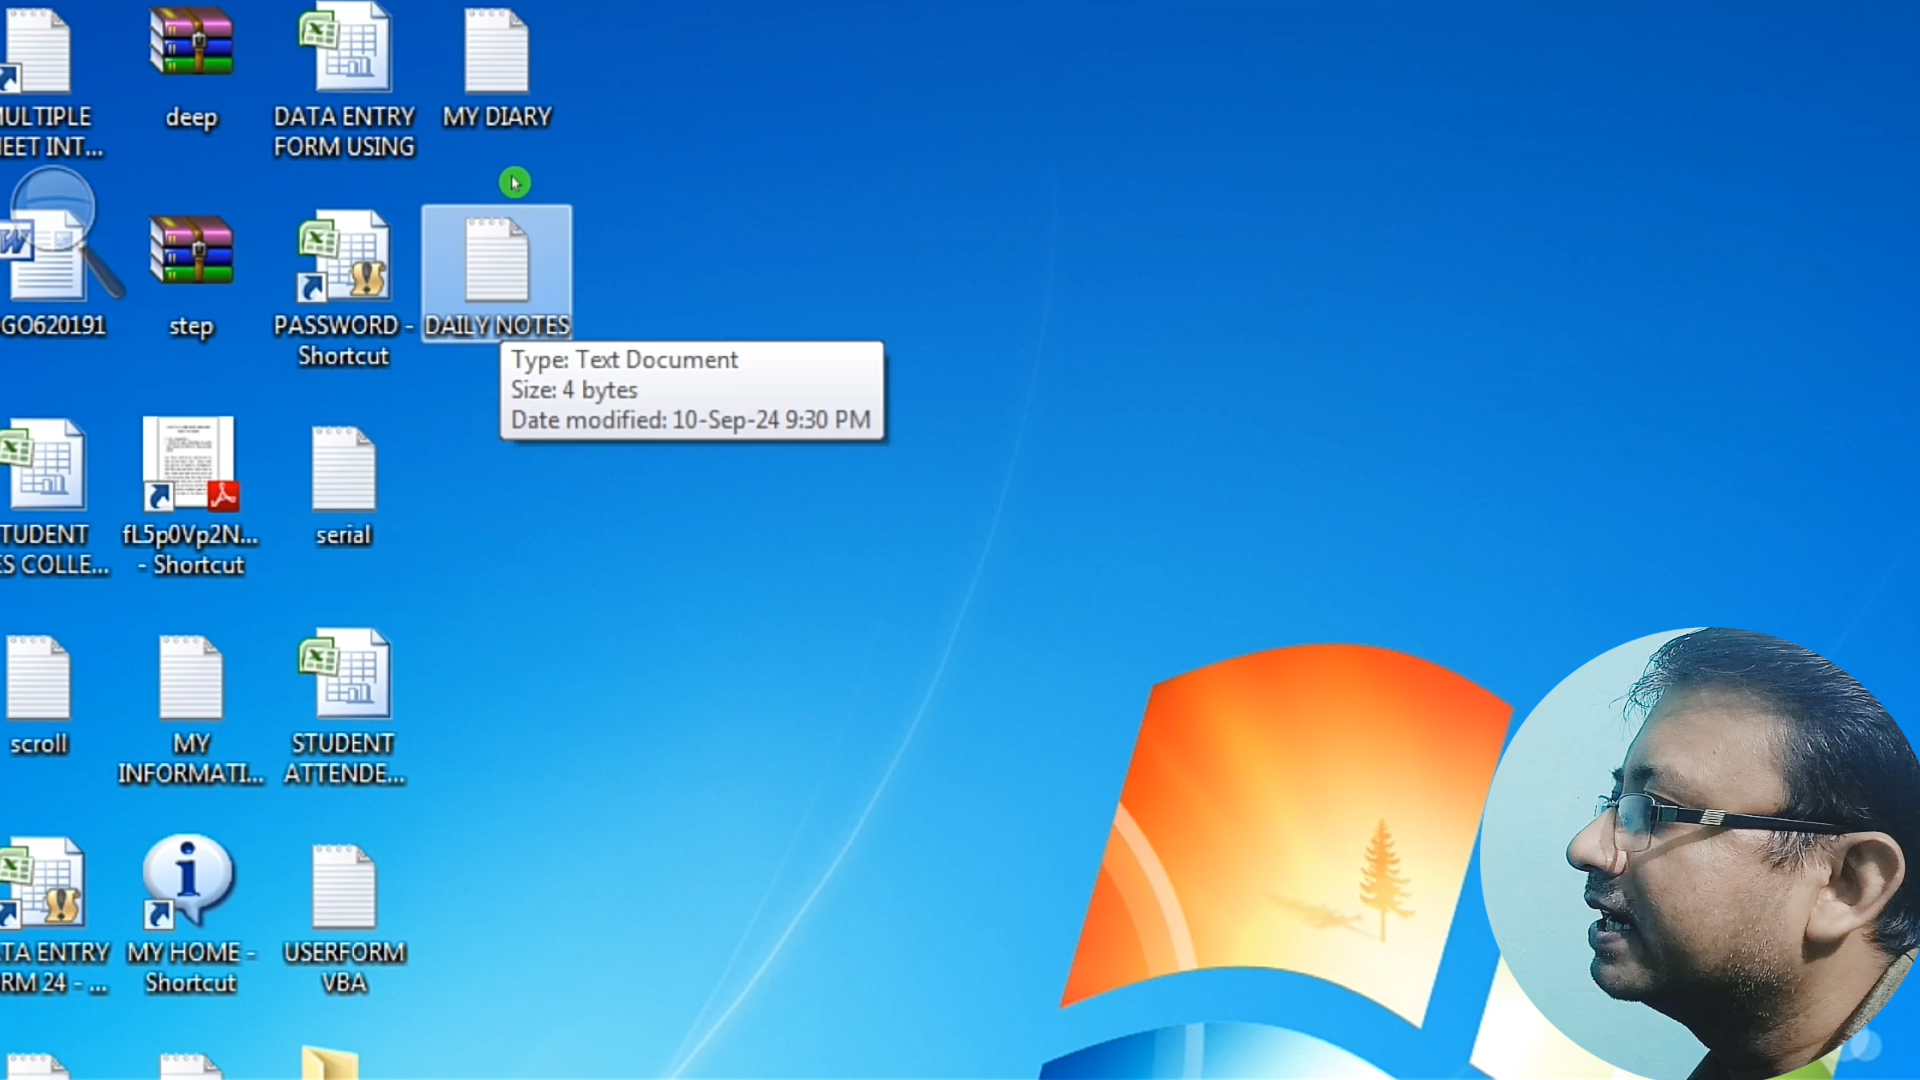 MULTIPLE
EET INT...
deep
DATA ENTRY
FORM USING
MY DIARY
GO620191
step
PASSWORD -
Shortcut
DAILY NOTES
Type: Text Document
Size: 4 bytes
Date modified: 10-Sep-24 9:30 PM
TUDENT
ES COLLE...
fL5p0Vp2N...
- Shortcut
serial
scroll
MY
INFORMATI...
STUDENT
ATTENDE...
TA ENTRY
RM 24 - ...
MY HOME -
Shortcut
USERFORM
VBA